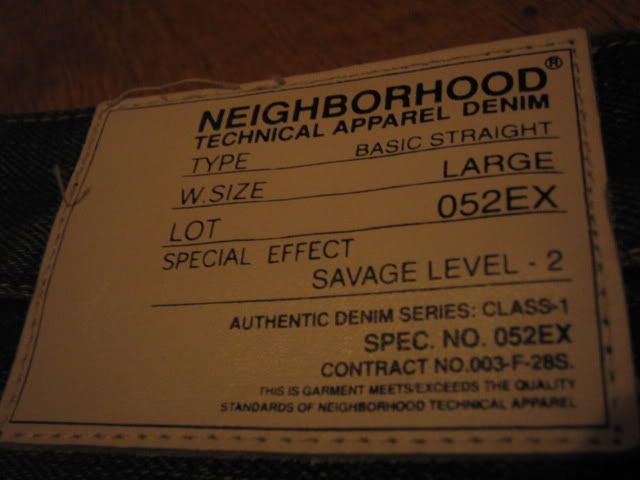 NEIGHBORHOOD®
TECHNICAL APPAREL DENIM
TYPE BASIC STRAIGHT
W.SIZE LARGE
LOT 052EX
SPECIAL EFFECT
SAVAGE LEVEL - 2
AUTHENTIC DENIM SERIES: CLASS-1
SPEC. NO. 052EX
CONTRACT NO.003-F-28S.
THIS IS GARMENT MEETS/EXCEEDS THE QUALITY
STANDARDS OF NEIGHBORHOOD TECHNICAL APPAREL